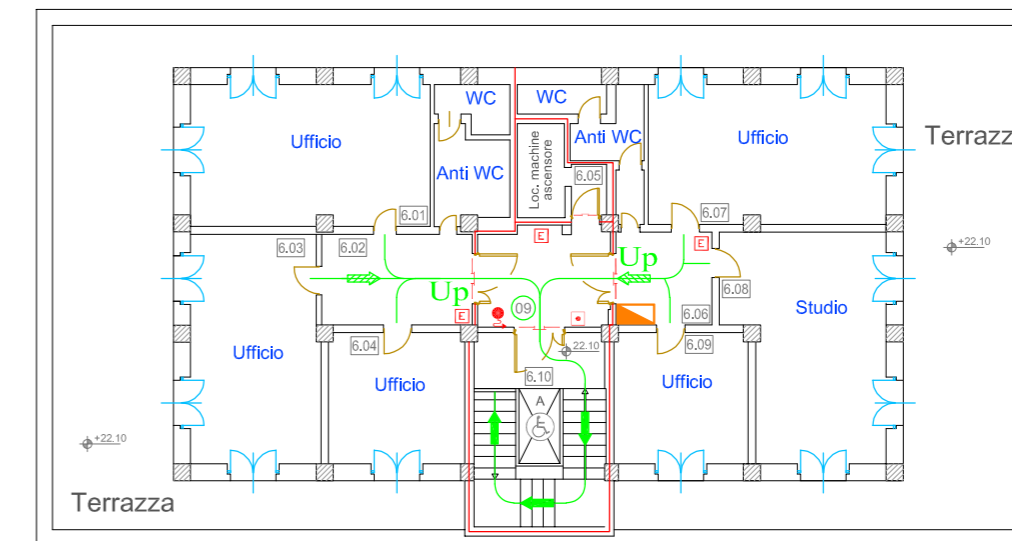 WC
WC
Ufficio
Anti WC
Ufficio
Terrazz
Anti WC
Loc. machine
ascensore
6.05
6.01
6.07
6.03
6.02
E
E
+22.10
Up
Up
6.08
09
Studio
E
6.06
6.04
22.10
6.09
Ufficio
6.10
Ufficio
Ufficio
A
+22.10
Terrazza